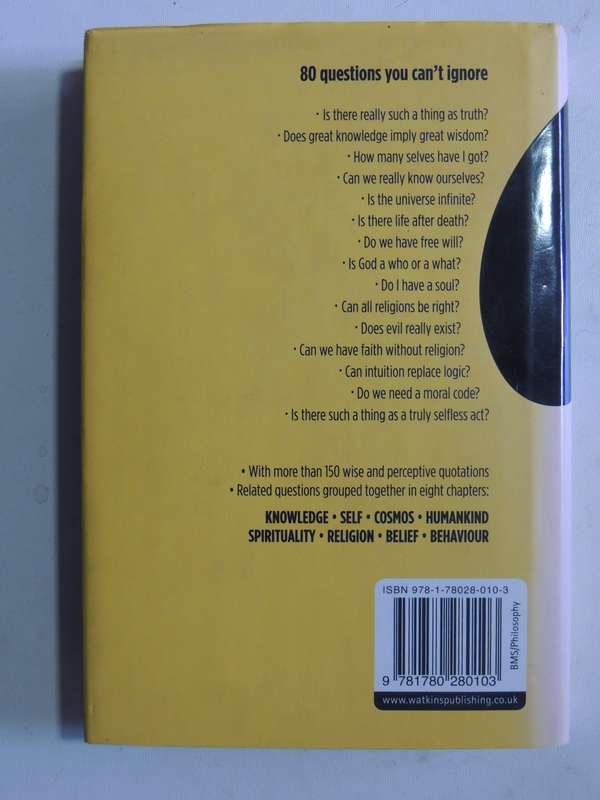 80 questions you can't ignore
· Is there really such a thing as truth?
· Does great knowledge imply great wisdom?
· How many selves have I got?
· Can we really know ourselves?
· Is the universe infinite?
· Is there life after death?
· Do we have free will?
· Is God a who or a what?
· Do I have a soul?
· Can all religions be right?
· Does evil really exist?
· Can we have faith without religion?
· Can intuition replace logic?
· Do we need a moral code?
· Is there such a thing as a truly selfless act?
• With more than 150 wise and perceptive quotations
• Related questions grouped together in eight chapters:
KNOWLEDGE • SELF • COSMOS • HUMANKIND
SPIRITUALITY • RELIGION • BELIEF • BEHAVIOUR
ISBN 978-1-78028-010-3
9 781780 280103
BMS/Philosophy
www.watkinspublishing.co.uk